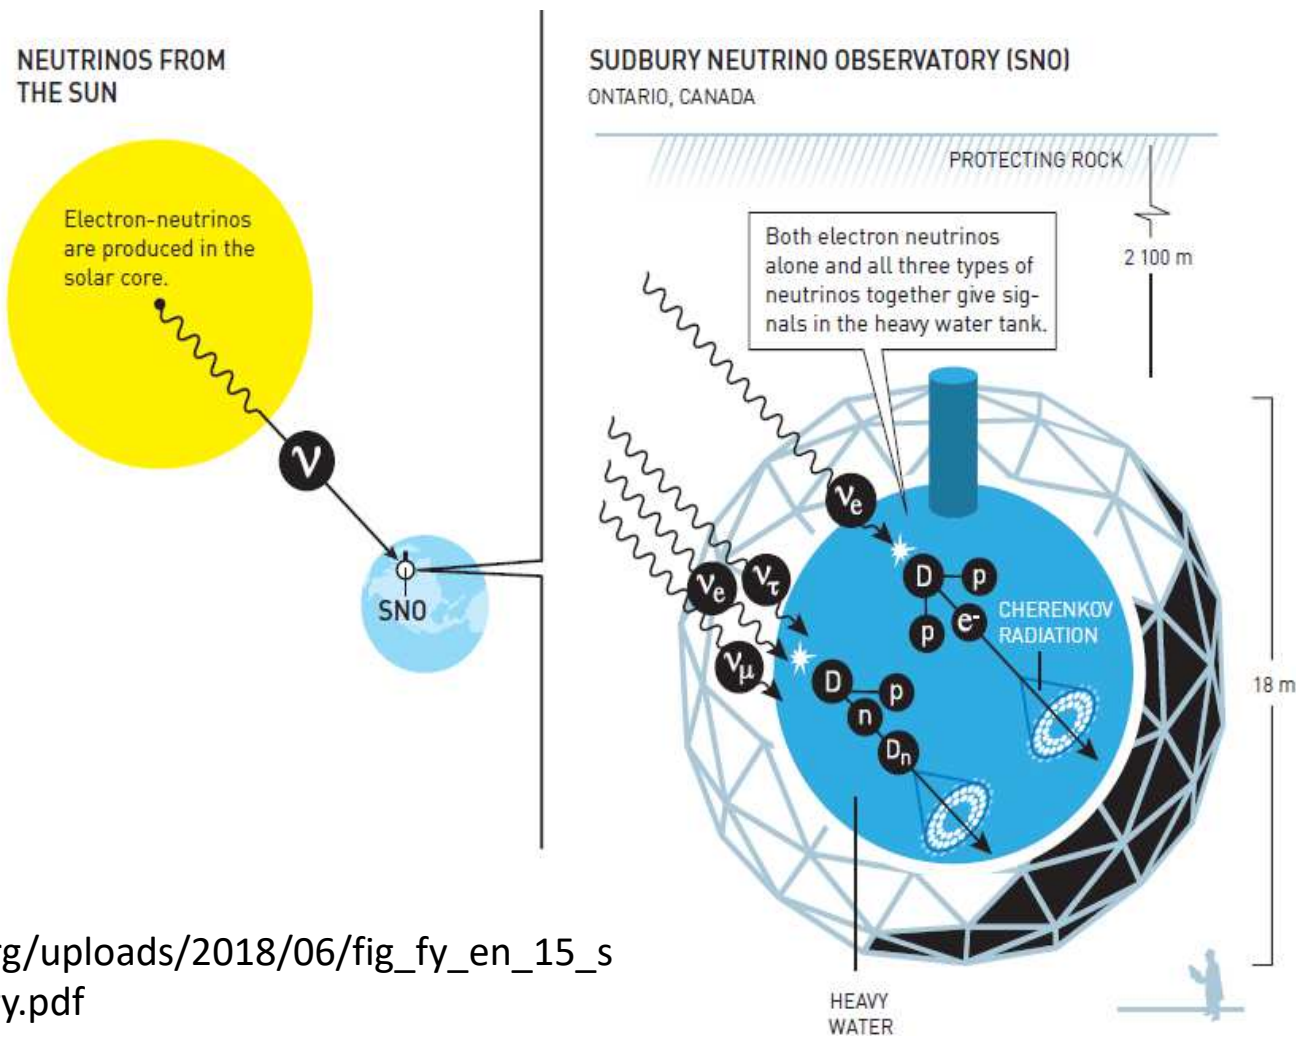 NEUTRINOS FROM
THE SUN
Electron-neutrinos
are produced in the
solar core.
ν
SNO
SUDBURY NEUTRINO OBSERVATORY (SNO)
ONTARIO, CANADA
PROTECTING ROCK
2 100 m
Both electron neutrinos
alone and all three types of
neutrinos together give sig-
nals in the heavy water tank.
νe
D
p
p
e-
CHERENKOV
RADIATION
νe
ντ
νμ
D
p
n
Dn
18 m
HEAVY
WATER
rg/uploads/2018/06/fig_fy_en_15_s
y.pdf